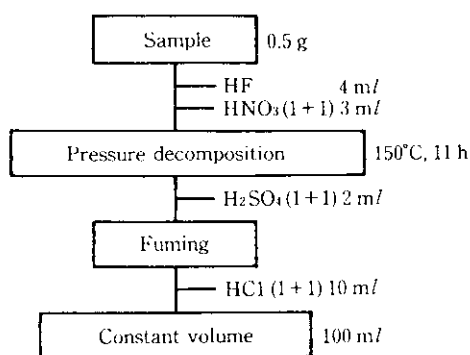 Sample 0.5 g
HF 4 ml
HNO₃ (1+1) 3 ml
Pressure decomposition 150°C, 11 h
H₂SO₄ (1+1) 2 ml
Fuming
HCl (1+1) 10 ml
Constant volume 100 ml